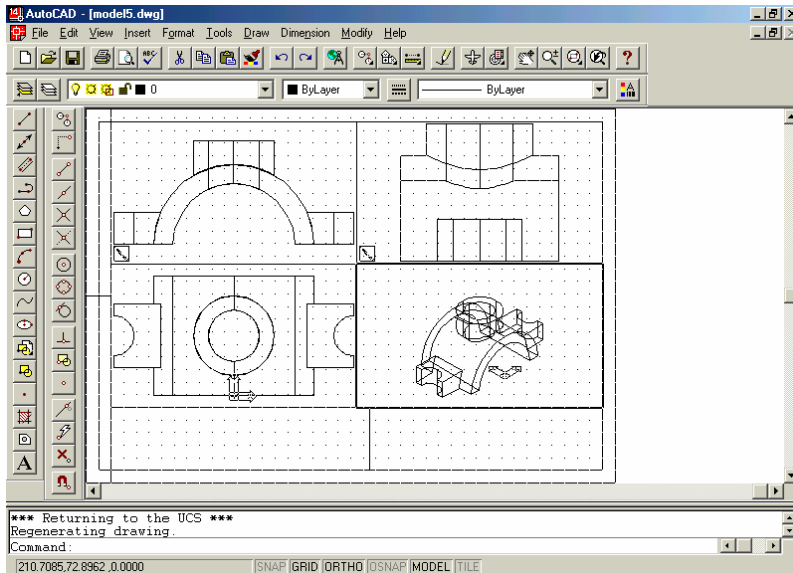 AutoCAD - [model5.dwg]
File Edit View Insert Format Tools Draw Dimension Modify Help
ABC
?
0 ByLayer ByLayer
A
*** Returning to the UCS ***
Regenerating drawing.
Command:
210.7085,72.8962 ,0.0000 SNAP GRID ORTHO OSNAP MODEL TILE